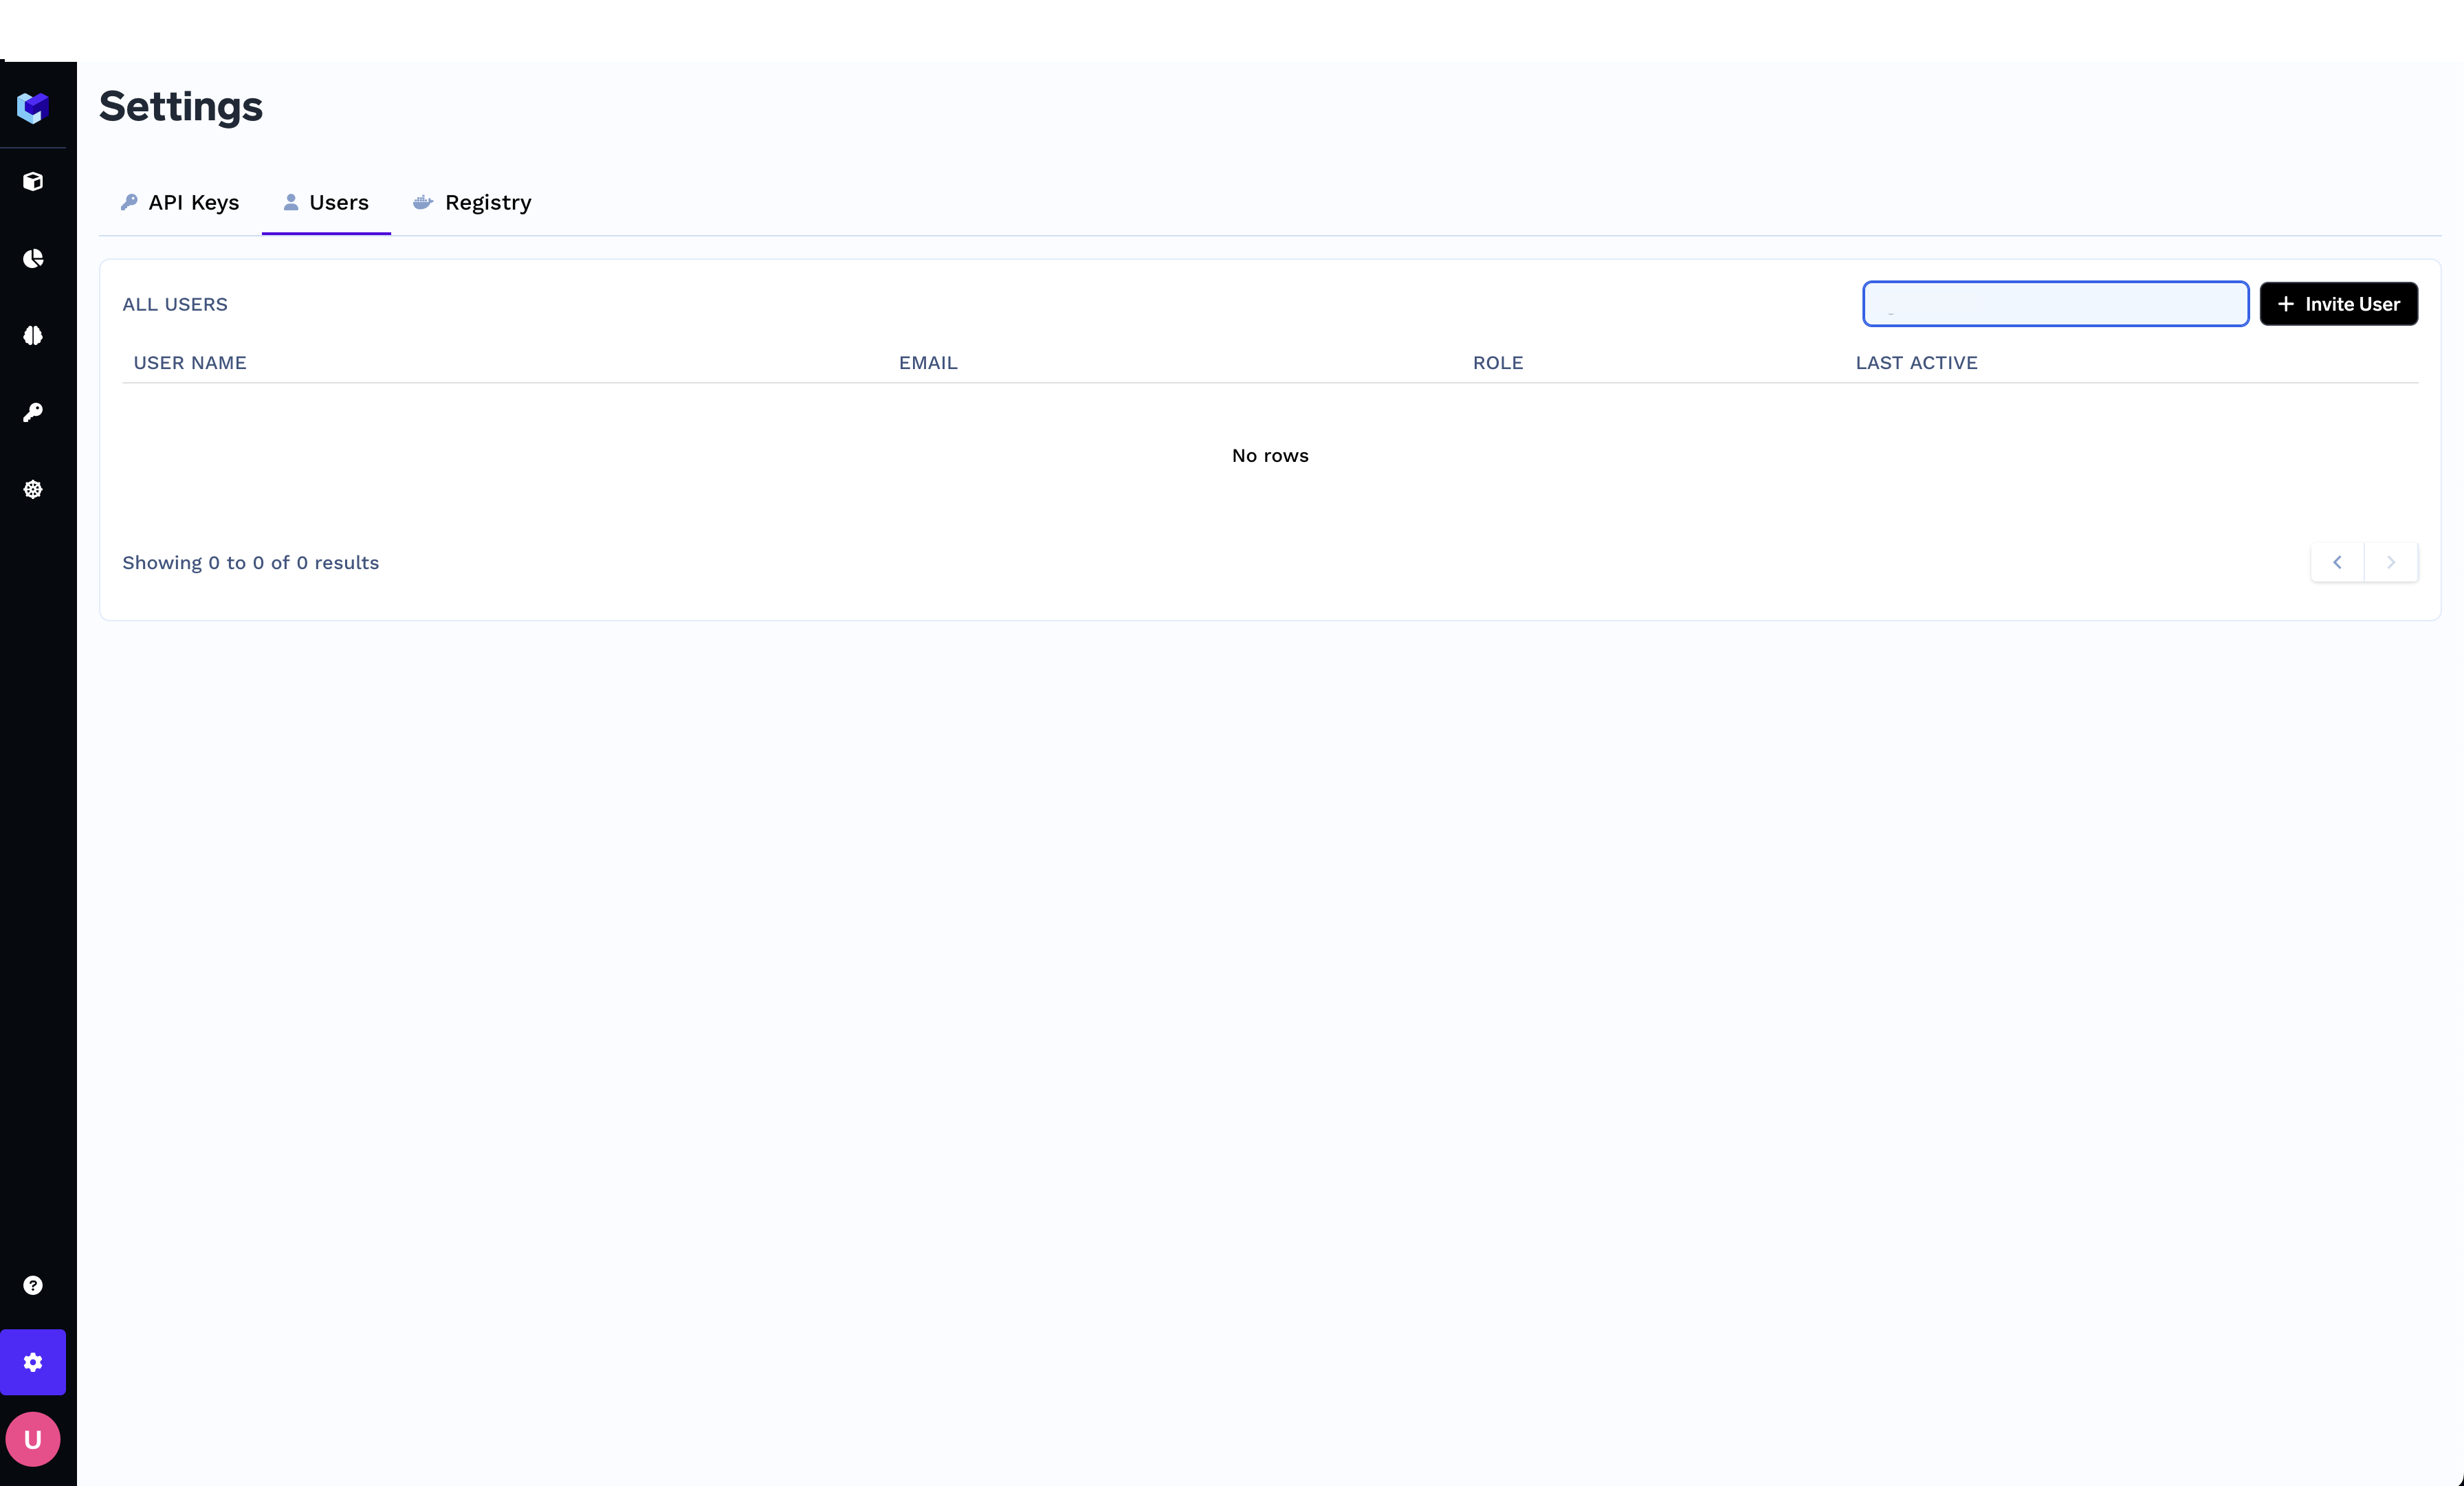 Settings
API Keys
Users
Registry
ALL USERS
Invite User
USER NAME EMAIL ROLE LAST ACTIVE
No rows
Showing 0 to 0 of 0 results
U